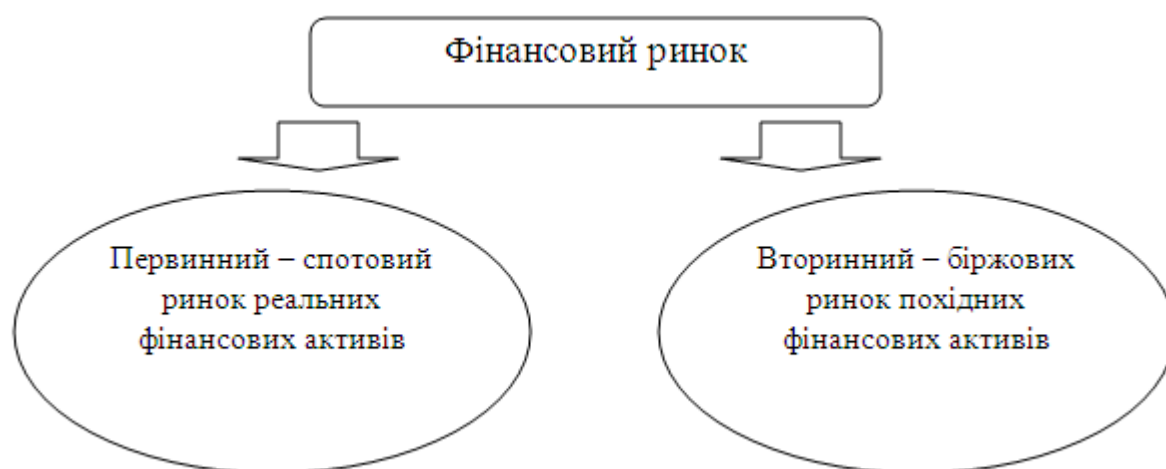 Фінансовий ринок
Первинний – спотовий
ринок реальних
фінансових активів
Вторинний – біржових
ринок похідних
фінансових активів